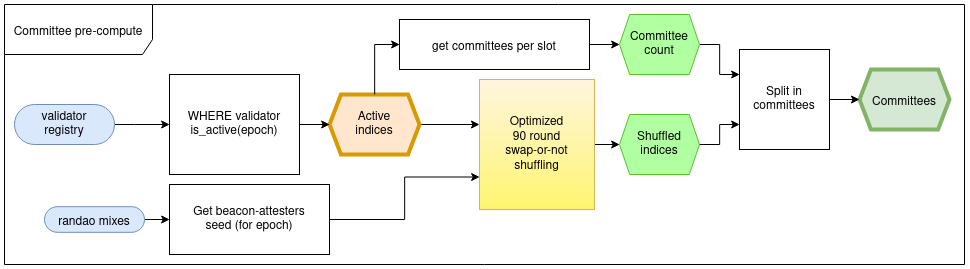 Committee pre-compute
get committees per slot
Committee
count
validator
registry
WHERE validator
is_active(epoch)
Active
indices
Optimized
90 round
swap-or-not
shuffling
Shuffled
indices
Split in
committees
Committees
randao mixes
Get beacon-attesters
seed (for epoch)